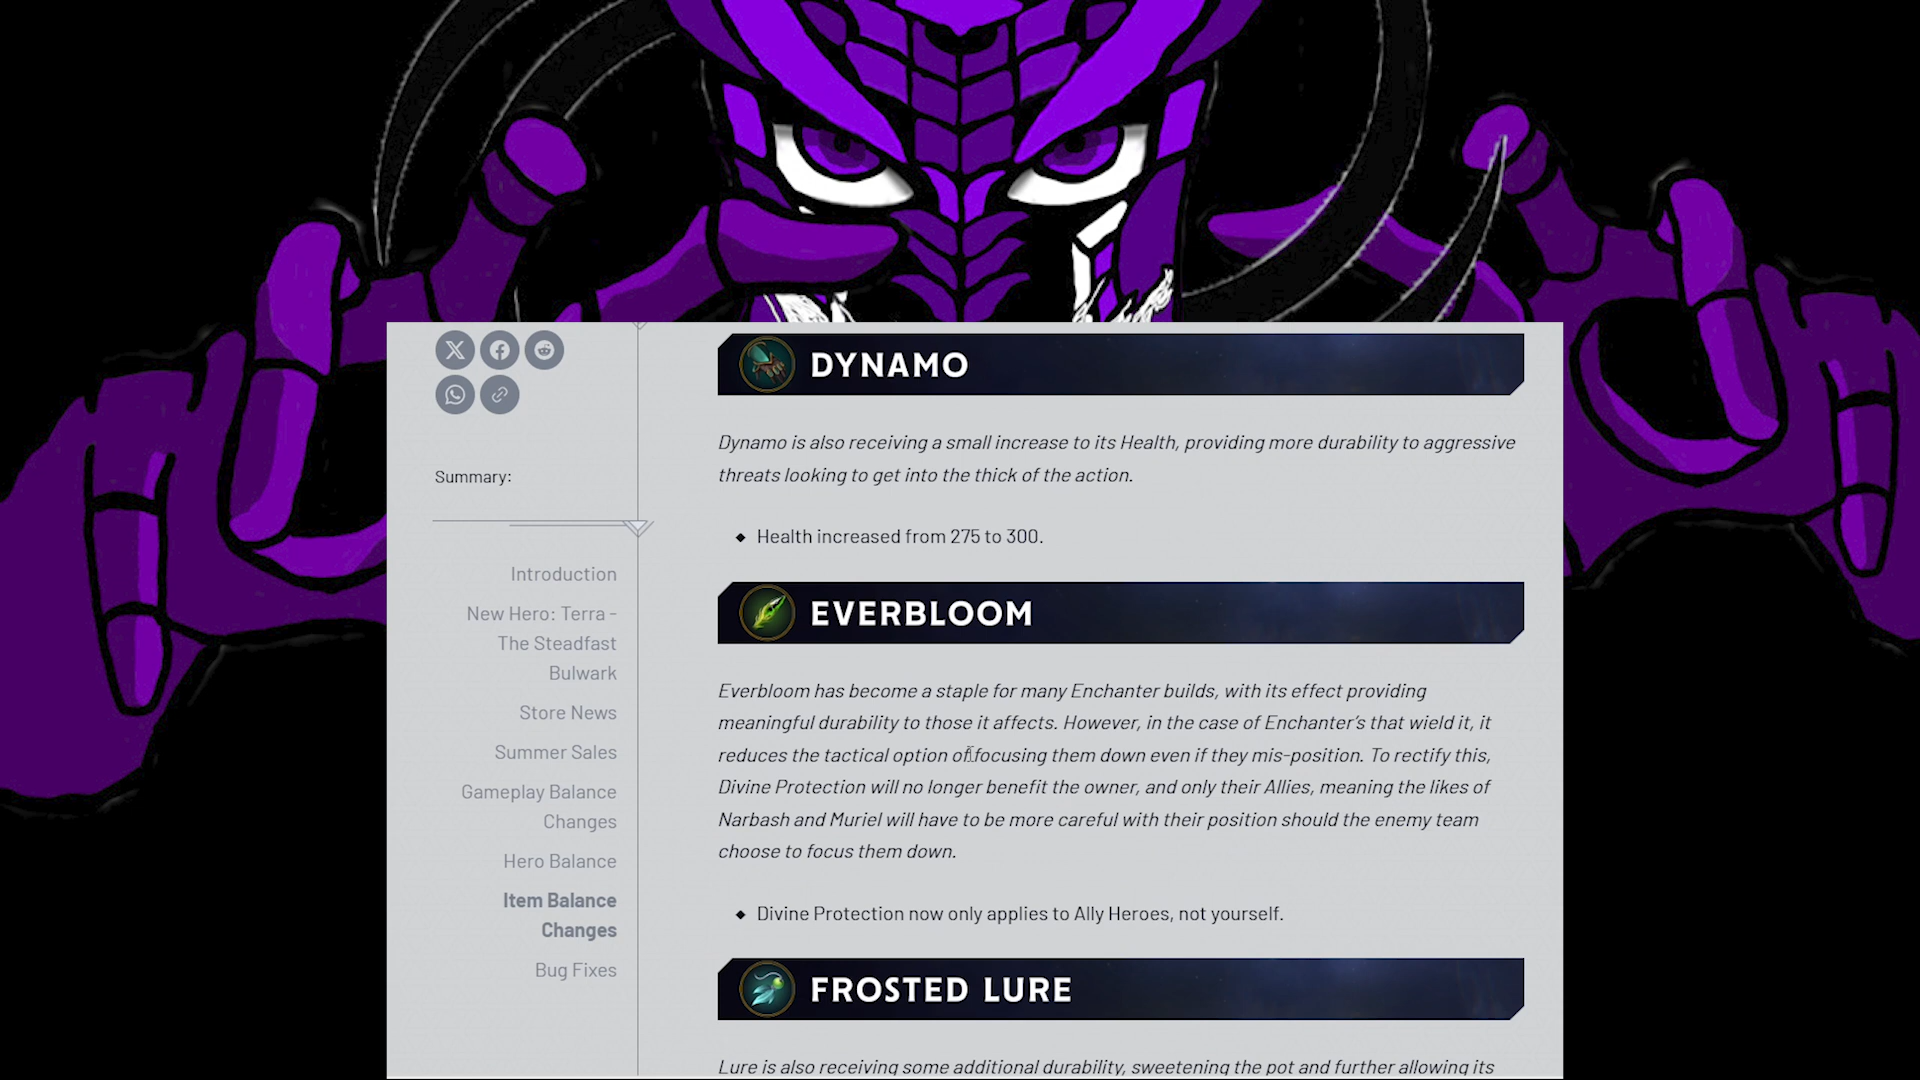 Summary:
Introduction
New Hero: Terra -
The Steadfast
Bulwark
Store News
Summer Sales
Gameplay Balance
Changes
Hero Balance
Item Balance
Changes
Bug Fixes
DYNAMO
Dynamo is also receiving a small increase to its Health, providing more durability to aggressive
threats looking to get into the thick of the action.
Health increased from 275 to 300.
EVERBLOOM
Everbloom has become a staple for many Enchanter builds, with its effect providing
meaningful durability to those it affects. However, in the case of Enchanter's that wield it, it
reduces the tactical option of focusing them down even if they mis-position. To rectify this,
Divine Protection will no longer benefit the owner, and only their Allies, meaning the likes of
Narbash and Muriel will have to be more careful with their position should the enemy team
choose to focus them down.
Divine Protection now only applies to Ally Heroes, not yourself.
FROSTED LURE
Lure is also receiving some additional durability, sweetening the pot and further allowing its